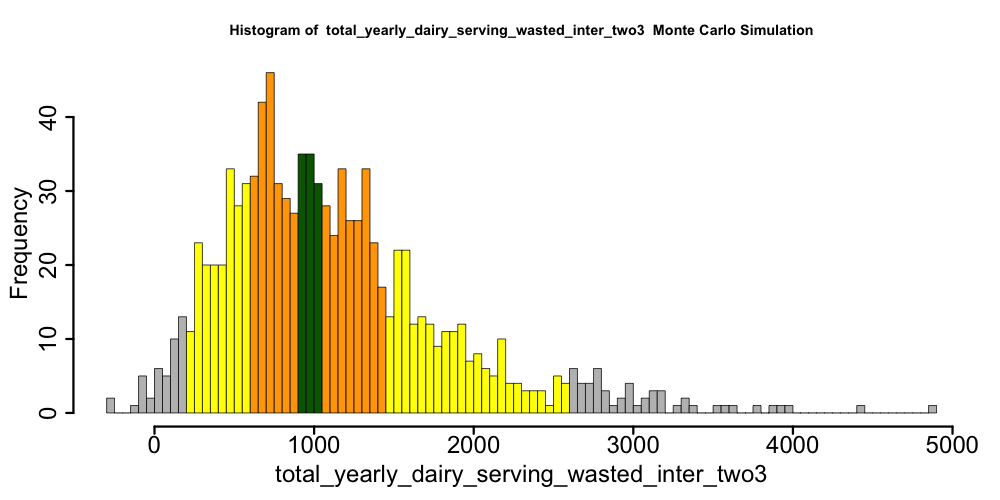 Histogram of  total_yearly_dairy_serving_wasted_inter_two3  Monte Carlo Simulation
Frequency
40
30
20
10
0
0 1000 2000 3000 4000 5000
total_yearly_dairy_serving_wasted_inter_two3